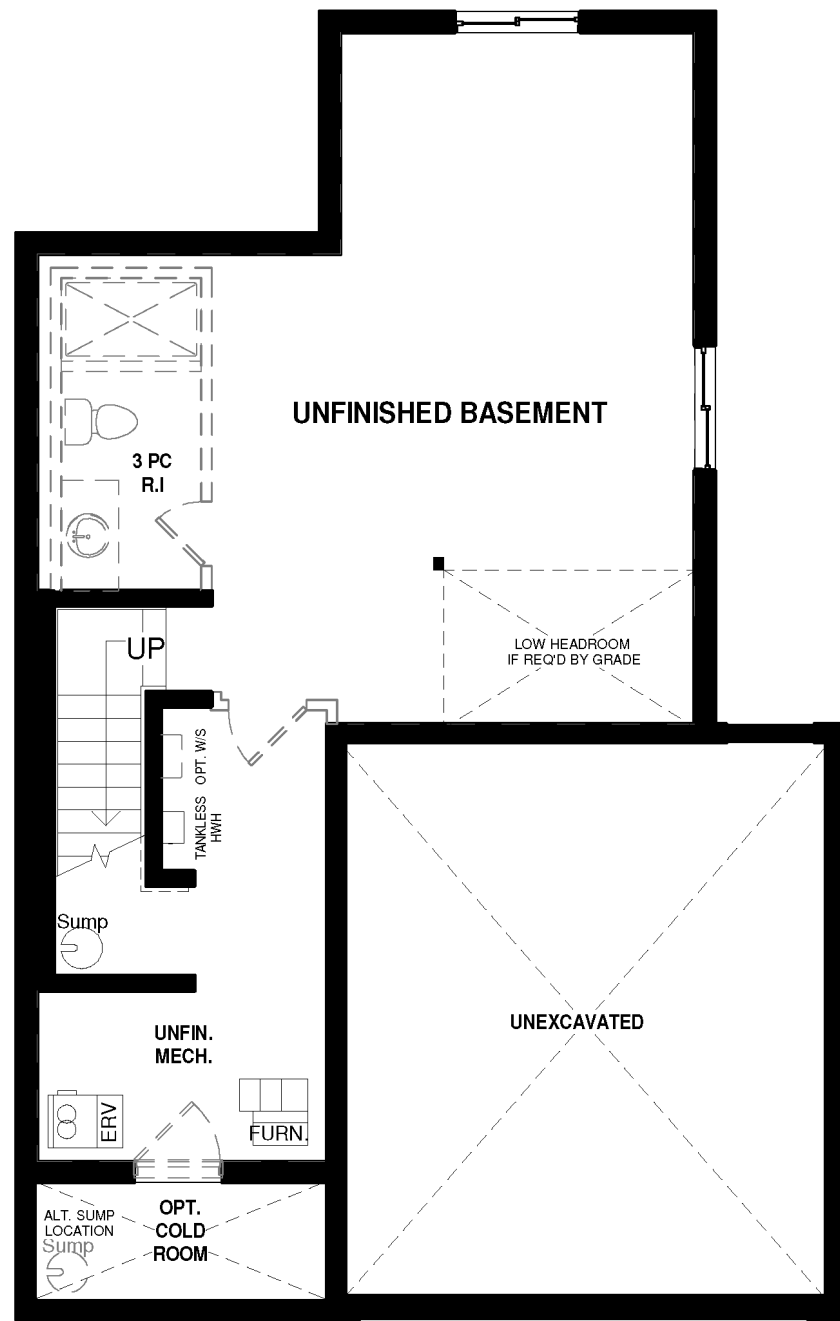 UNFINISHED BASEMENT
3 PC
R.I
UP
LOW HEADROOM
IF REQ'D BY GRADE
OPT. W/S
TANKLESS
HWH
Sump
UNFIN.
MECH.
UNEXCAVATED
ERV
FURN.
OPT.
COLD
ROOM
ALT. SUMP
LOCATION
Sump